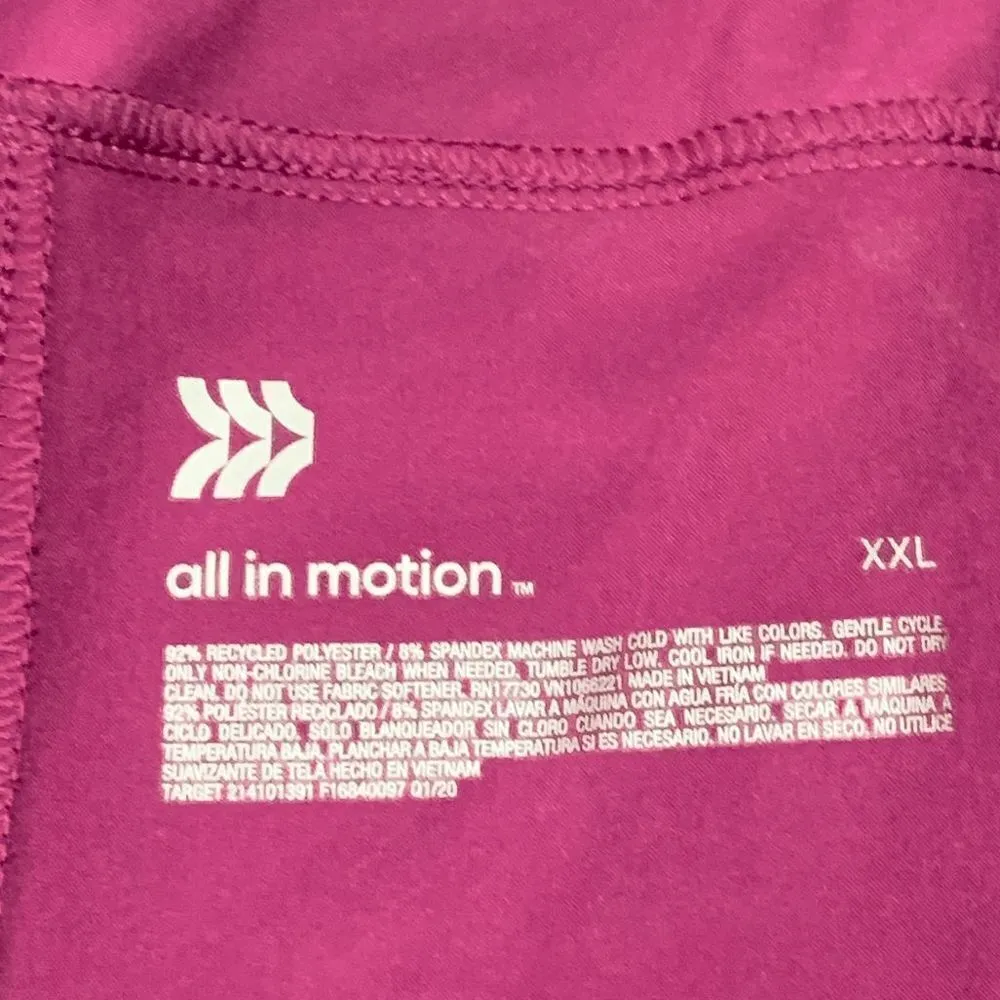 all in motion™
XXL
92% RECYCLED POLYESTER / 8% SPANDEX MACHINE WASH COLD WITH LIKE COLORS. GENTLE CYCLE.
ONLY NON-CHLORINE BLEACH WHEN NEEDED. TUMBLE DRY LOW. COOL IRON IF NEEDED. DO NOT DRY
CLEAN. DO NOT USE FABRIC SOFTENER. RN17730 VN1066221 MADE IN VIETNAM
92% POLIÉSTER RECICLADO / 8% SPANDEX LAVAR A MÁQUINA CON AGUA FRÍA CON COLORES SIMILARES.
CICLO DELICADO. SÓLO BLANQUEADOR SIN CLORO CUANDO SEA NECESARIO. SECAR A MÁQUINA A
TEMPERATURA BAJA. PLANCHAR A BAJA TEMPERATURA SI ES NECESARIO. NO LAVAR EN SECO. NO UTILICE
SUAVIZANTE DE TELA HECHO EN VIETNAM
TARGET 214101391 F16840097 Q1/20